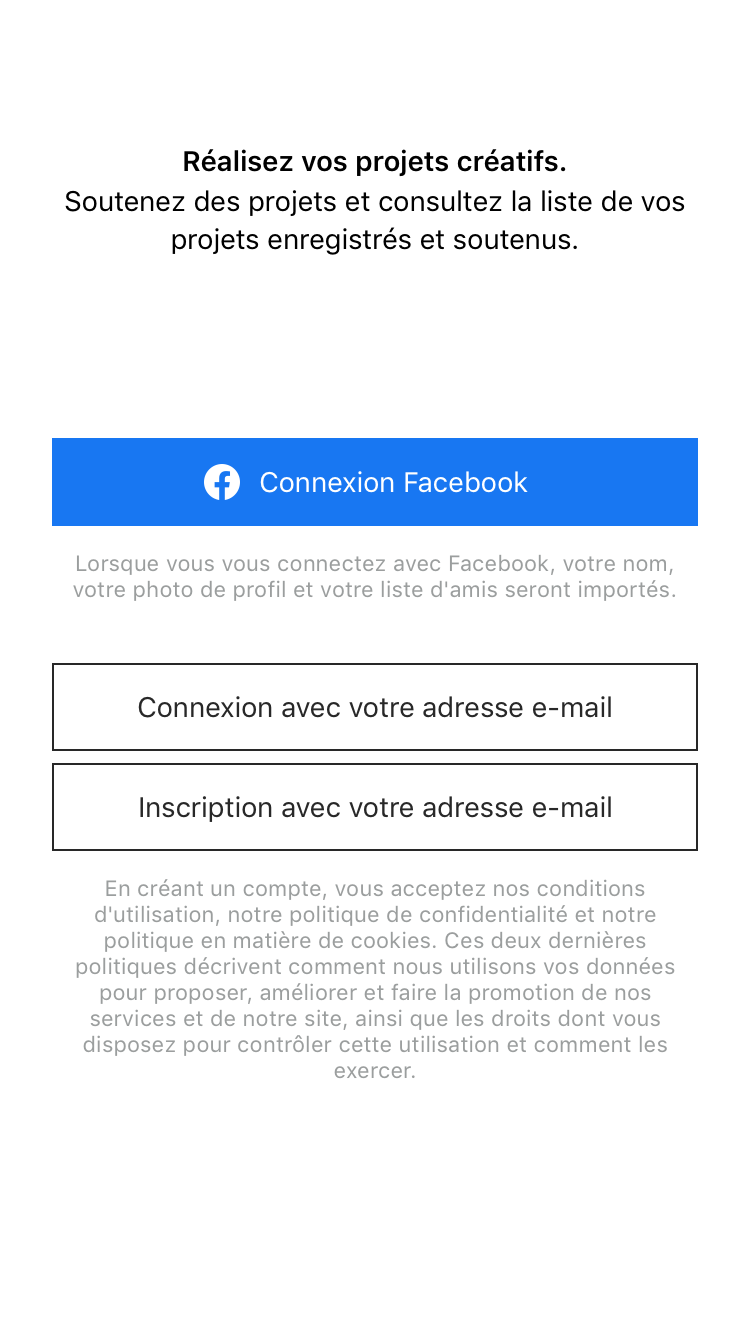 Réalisez vos projets créatifs.
Soutenez des projets et consultez la liste de vos
projets enregistrés et soutenus.
Connexion Facebook
Lorsque vous vous connectez avec Facebook, votre nom,
votre photo de profil et votre liste d'amis seront importés.
Connexion avec votre adresse e-mail
Inscription avec votre adresse e-mail
En créant un compte, vous acceptez nos conditions
d'utilisation, notre politique de confidentialité et notre
politique en matière de cookies. Ces deux dernières
politiques décrivent comment nous utilisons vos données
pour proposer, améliorer et faire la promotion de nos
services et de notre site, ainsi que les droits dont vous
disposez pour contrôler cette utilisation et comment les
exercer.